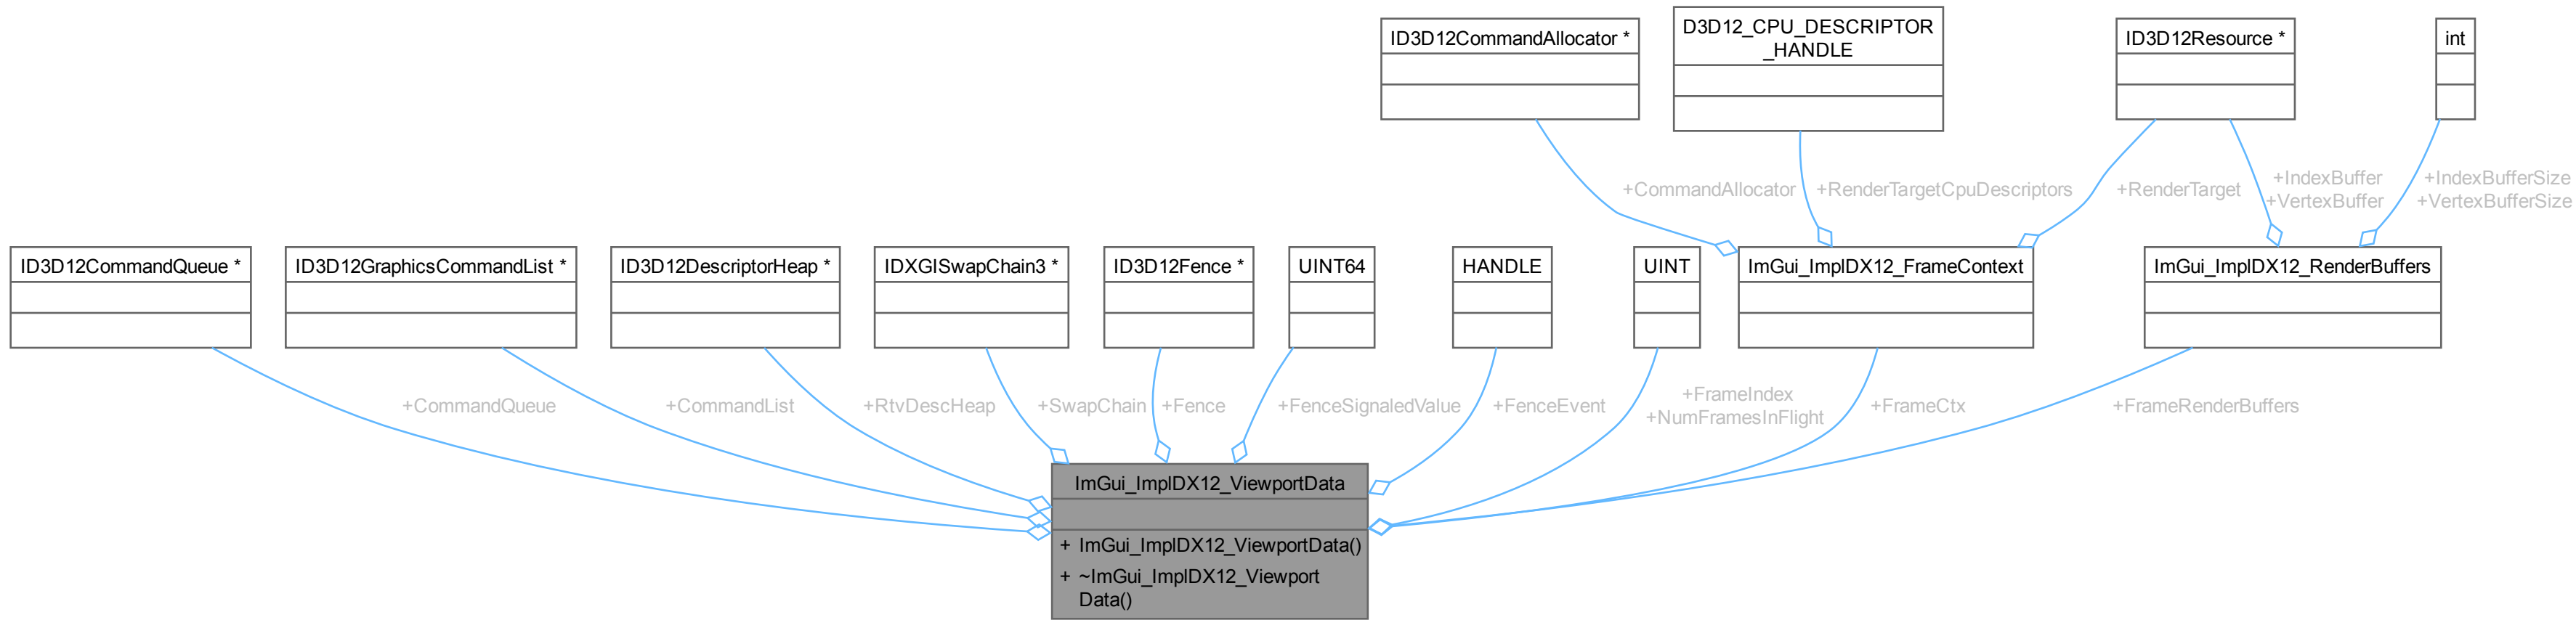 ID3D12CommandAllocator *
D3D12_CPU_DESCRIPTOR
_HANDLE
ID3D12Resource *
int
+CommandAllocator
+RenderTargetCpuDescriptors
+RenderTarget
+IndexBuffer
+VertexBuffer
+IndexBufferSize
+VertexBufferSize
ID3D12CommandQueue *
ID3D12GraphicsCommandList *
ID3D12DescriptorHeap *
IDXGISwapChain3 *
ID3D12Fence *
UINT64
HANDLE
UINT
ImGui_ImplDX12_FrameContext
ImGui_ImplDX12_RenderBuffers
+CommandQueue
+CommandList
+RtvDescHeap
+SwapChain
+Fence
+FenceSignaledValue
+FenceEvent
+FrameIndex
+NumFramesInFlight
+FrameCtx
+FrameRenderBuffers
ImGui_ImplDX12_ViewportData
+ ImGui_ImplDX12_ViewportData()
+ ~ImGui_ImplDX12_Viewport
Data()